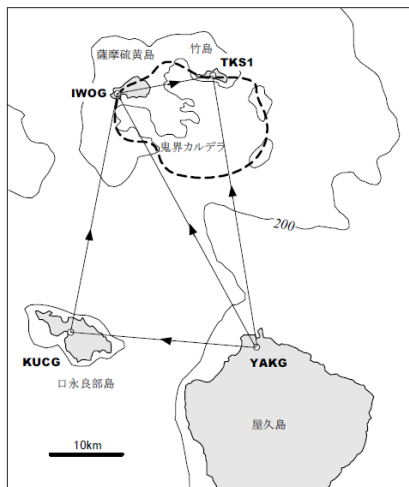 薩摩硫黄島
竹島
TKS1
IWOG
鬼界カルデラ
200
KUCG
口永良部島
YAKG
屋久島
10km